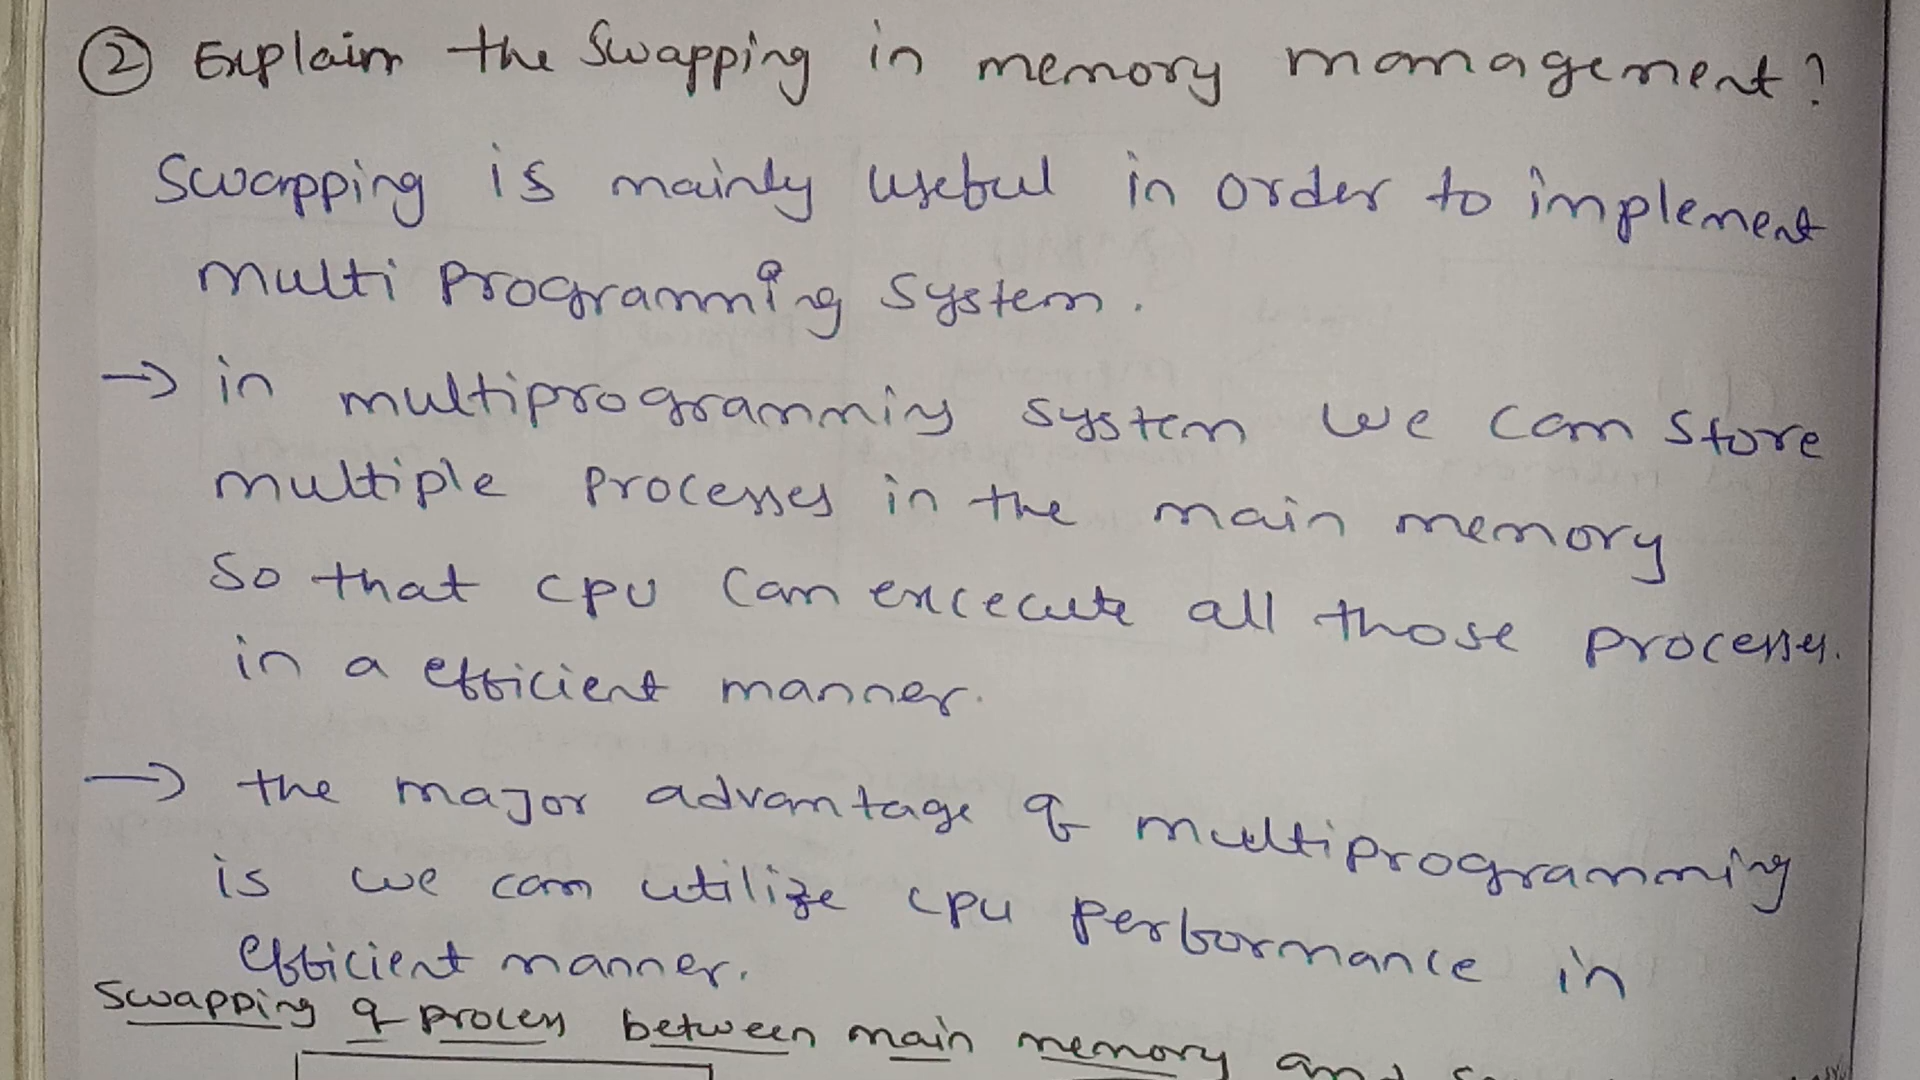 ② Explain the Swapping in memory management?
Swapping is mainly useful in order to implement
multi programming system.
→ in multiprogramming system we can store
multiple processes in the main memory
so that cpu can excecute all those processes.
in a efficient manner.
→ the major advantage of multiprogramming
is we can utilize cpu performance in
efficient manner.
Swapping of process between main memory and